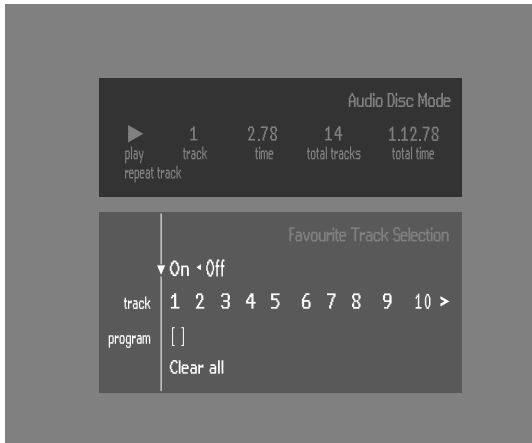 Audio Disc Mode
1 2.78 14 1.12.78
play track time total tracks total time
repeat track
Favourite Track Selection
On Off
track 1 2 3 4 5 6 7 8 9 10 >
program [ ]
Clear all